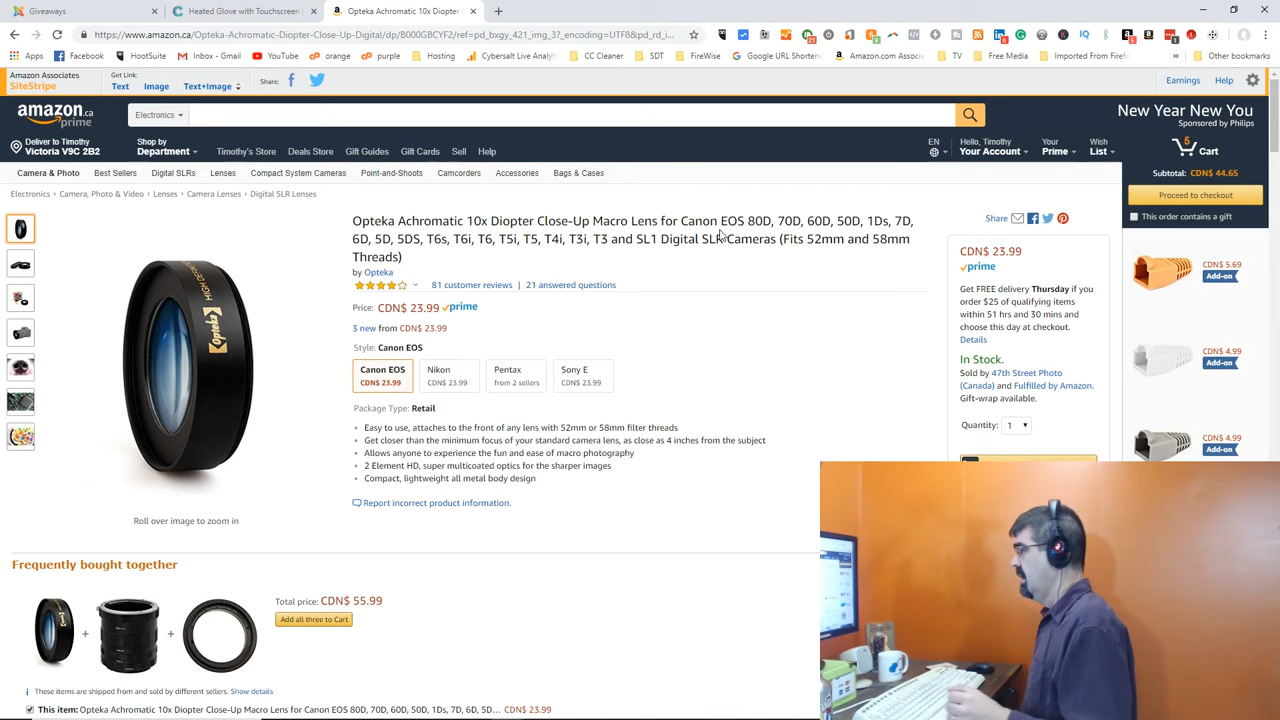 Giveaways
Heated Glove with Touchscreen
Opteka Achromatic 10x Diopter
https://www.amazon.ca/Opteka-Achromatic-Diopter-Close-Up-Digital/dp/B000GBCYF2/ref=pd_bxgy_421_img_3?_encoding=UTF8&pd_rd_i...
Apps
Facebook
HootSuite
Inbox - Gmail
YouTube
orange
purple
Hosting
Cybersalt Live Analyt
CC Cleaner
SDT
FireWise
Google URL Shortene
Amazon.com Associa
TV
Free Media
Imported From Firef
Other bookmarks
Amazon Associates
SiteStripe
Get Link:
Text
Image
Text+Image
Share:
Earnings
Help
amazon.ca
prime
Electronics
New Year New You
Sponsored by Philips
Deliver to Timothy
Victoria V9C 2B2
Shop by
Department
Timothy's Store
Deals Store
Gift Guides
Gift Cards
Sell
Help
EN
Hello, Timothy
Your Account
Your
Prime
Wish
List
5
Cart
Camera & Photo
Best Sellers
Digital SLRs
Lenses
Compact System Cameras
Point-and-Shoots
Camcorders
Accessories
Bags & Cases
Subtotal: CDN$ 44.65
Proceed to checkout
This order contains a gift
Electronics › Camera, Photo & Video › Lenses › Camera Lenses › Digital SLR Lenses
Opteka Achromatic 10x Diopter Close-Up Macro Lens for Canon EOS 80D, 70D, 60D, 50D, 1Ds, 7D,
6D, 5D, 5DS, T6s, T6i, T6, T5i, T5, T4i, T3i, T3 and SL1 Digital SLR Cameras (Fits 52mm and 58mm
Threads)
by Opteka
81 customer reviews | 21 answered questions
Price: CDN$ 23.99 prime
3 new from CDN$ 23.99
Style: Canon EOS
Canon EOS
CDN$ 23.99
Nikon
CDN$ 23.99
Pentax
from 2 sellers
Sony E
CDN$ 23.99
Package Type: Retail
Easy to use, attaches to the front of any lens with 52mm or 58mm filter threads
Get closer than the minimum focus of your standard camera lens, as close as 4 inches from the subject
Allows anyone to experience the fun and ease of macro photography
2 Element HD, super multicoated optics for the sharper images
Compact, lightweight all metal body design
Report incorrect product information.
Opteka
HIGH DEFINITION
Roll over image to zoom in
Share
CDN$ 23.99
prime
Get FREE delivery Thursday if you
order $25 of qualifying items
within 51 hrs and 30 mins and
choose this day at checkout.
Details
In Stock.
Sold by 47th Street Photo
(Canada) and Fulfilled by Amazon.
Gift-wrap available.
Quantity: 1
CDN$ 5.69
Add-on
CDN$ 4.99
Add-on
CDN$ 4.99
Add-on
Frequently bought together
Total price: CDN$ 55.99
Add all three to Cart
These items are shipped from and sold by different sellers. Show details
This item: Opteka Achromatic 10x Diopter Close-Up Macro Lens for Canon EOS 80D, 70D, 60D, 50D, 1Ds, 7D, 6D, 5D... CDN$ 23.99